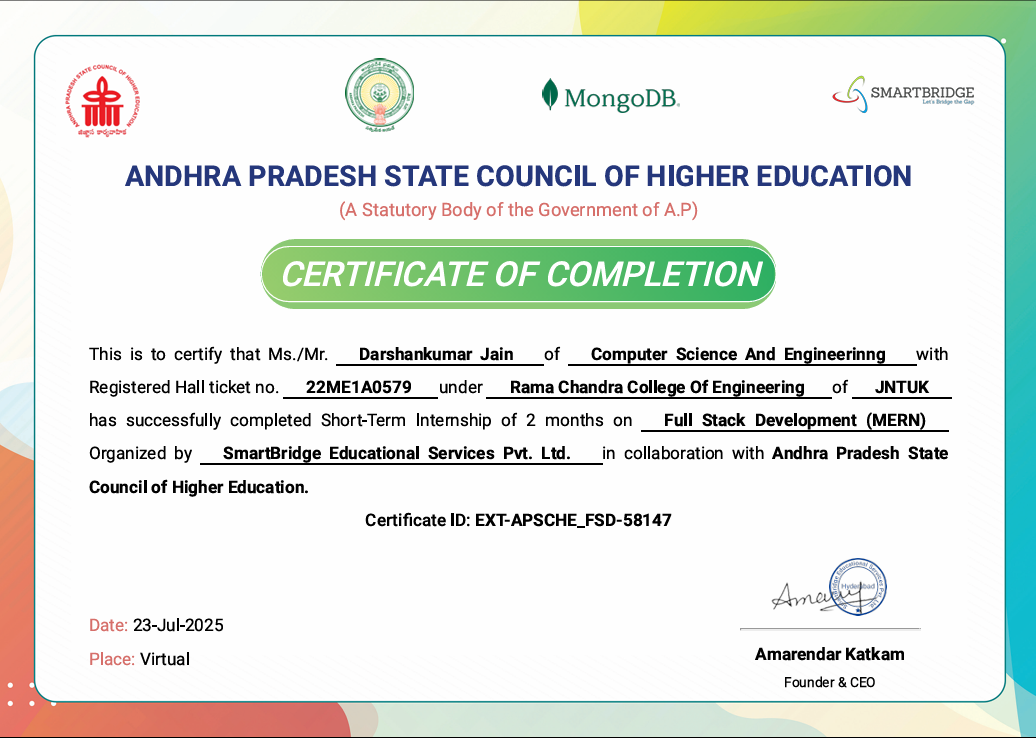 ANDHRA PRADESH STATE COUNCIL OF HIGHER EDUCATION
MongoDB.
SMARTBRIDGE
Let's Bridge the Gap
ANDHRA PRADESH STATE COUNCIL OF HIGHER EDUCATION
(A Statutory Body of the Government of A.P)
CERTIFICATE OF COMPLETION
This is to certify that Ms./Mr. Darshankumar Jain of Computer Science And Engineerinng with
Registered Hall ticket no. 22ME1A0579 under Rama Chandra College Of Engineering of JNTUK
has successfully completed Short-Term Internship of 2 months on Full Stack Development (MERN)
Organized by SmartBridge Educational Services Pvt. Ltd. in collaboration with Andhra Pradesh State
Council of Higher Education.
Certificate ID: EXT-APSCHE_FSD-58147
SmartBridge Educational Services Pvt. Ltd.
Hyderabad
Date: 23-Jul-2025
Place: Virtual
Amarendar Katkam
Founder & CEO